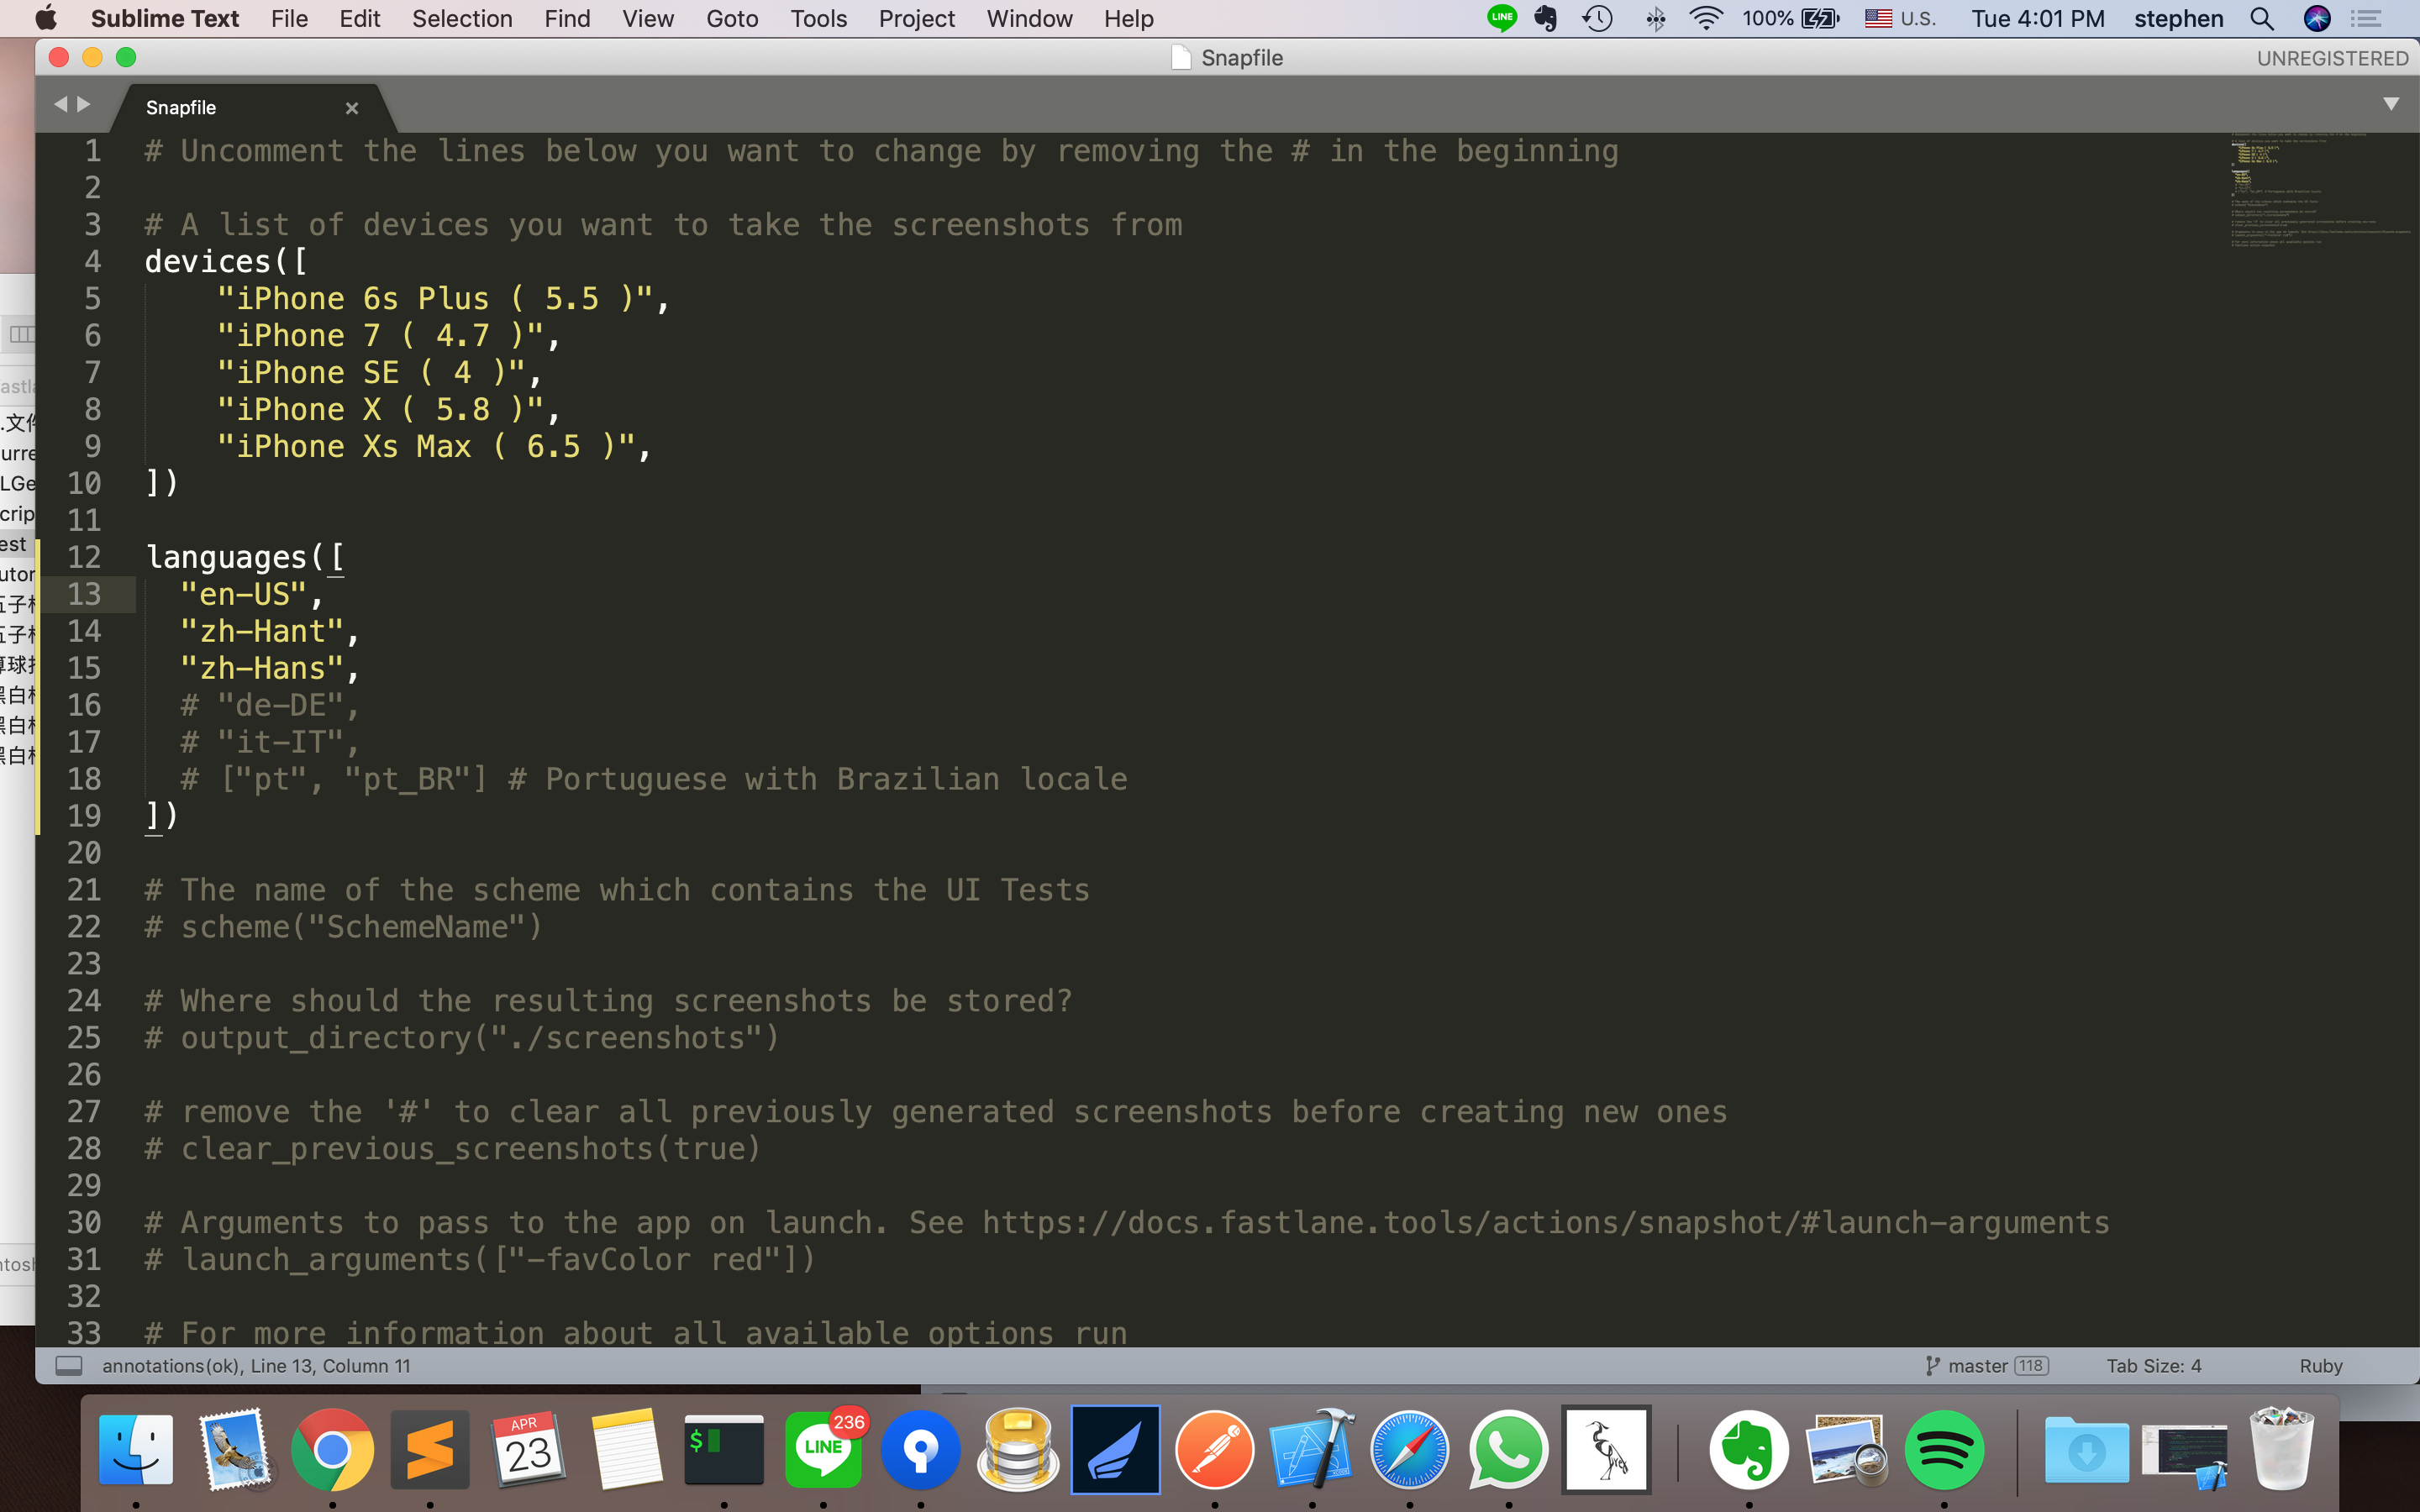 Sublime Text File Edit Selection Find View Goto Tools Project Window Help LINE 100% U.S. Tue 4:01 PM stephen
Snapfile UNREGISTERED
Snapfile
1 # Uncomment the lines below you want to change by removing the # in the beginning
2
3 # A list of devices you want to take the screenshots from
4 devices([
5 "iPhone 6s Plus ( 5.5 )",
6 "iPhone 7 ( 4.7 )",
7 "iPhone SE ( 4 )",
8 "iPhone X ( 5.8 )",
9 "iPhone Xs Max ( 6.5 )",
10 ])
11
12 languages([
13 "en-US",
14 "zh-Hant",
15 "zh-Hans",
16 # "de-DE",
17 # "it-IT",
18 # ["pt", "pt_BR"] # Portuguese with Brazilian locale
19 ])
20
21 # The name of the scheme which contains the UI Tests
22 # scheme("SchemeName")
23
24 # Where should the resulting screenshots be stored?
25 # output_directory("./screenshots")
26
27 # remove the '#' to clear all previously generated screenshots before creating new ones
28 # clear_previous_screenshots(true)
29
30 # Arguments to pass to the app on launch. See https://docs.fastlane.tools/actions/snapshot/#launch-arguments
31 # launch_arguments(["-favColor red"])
32
33 # For more information about all available options run
annotations(ok), Line 13, Column 11 master 118 Tab Size: 4 Ruby
APR
23
$
LINE
236